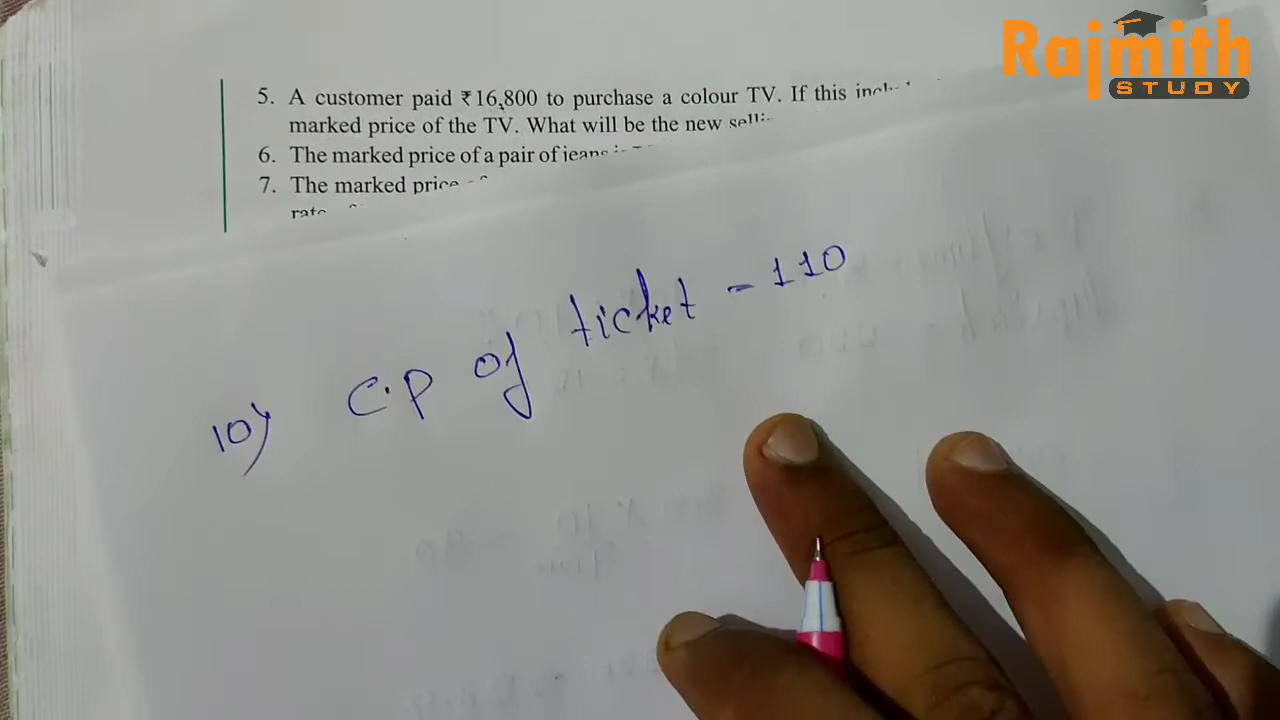 Rajmith
STUDY
5. A customer paid ₹16,800 to purchase a colour TV. If this
marked price of the TV. What will be the new
6. The marked price of a pair of jeans
7. The marked price
10) C.P of ticket - 110